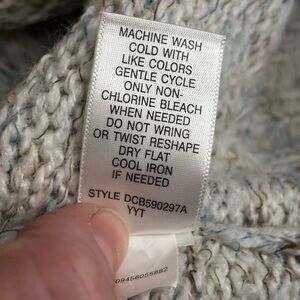 MACHINE WASH
COLD WITH
LIKE COLORS
GENTLE CYCLE
ONLY NON-
CHLORINE BLEACH
WHEN NEEDED
DO NOT WRING
OR TWIST RESHAPE
DRY FLAT
COOL IRON
IF NEEDED
STYLE DCB590297A
YYT
09456055882